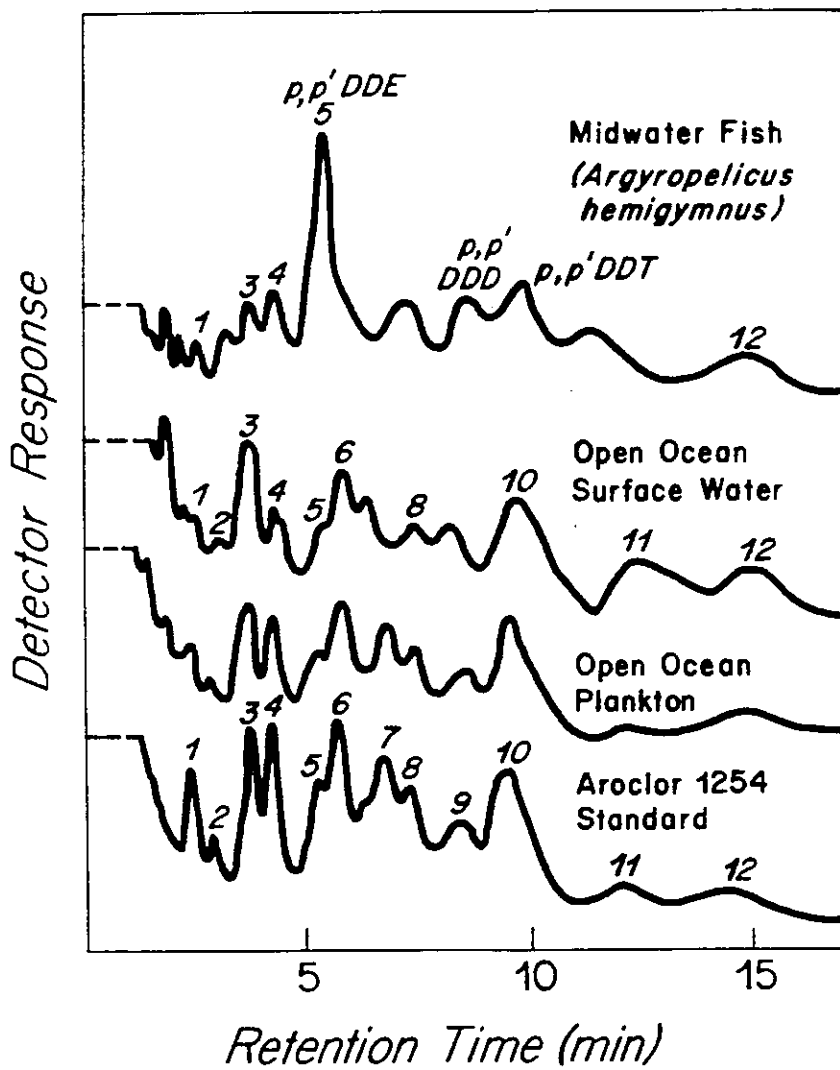 p,p' DDE
5
Midwater Fish
(Argyropelicus
hemigymnus)
p,p'
DDD
p,p' DDT
1
3
4
12
Open Ocean
Surface Water
1
2
3
4
5
6
8
10
11
12
Open Ocean
Plankton
Aroclor 1254
Standard
1
2
3
4
5
6
7
8
9
10
11
12
5
10
15
Retention Time (min)
Detector Response